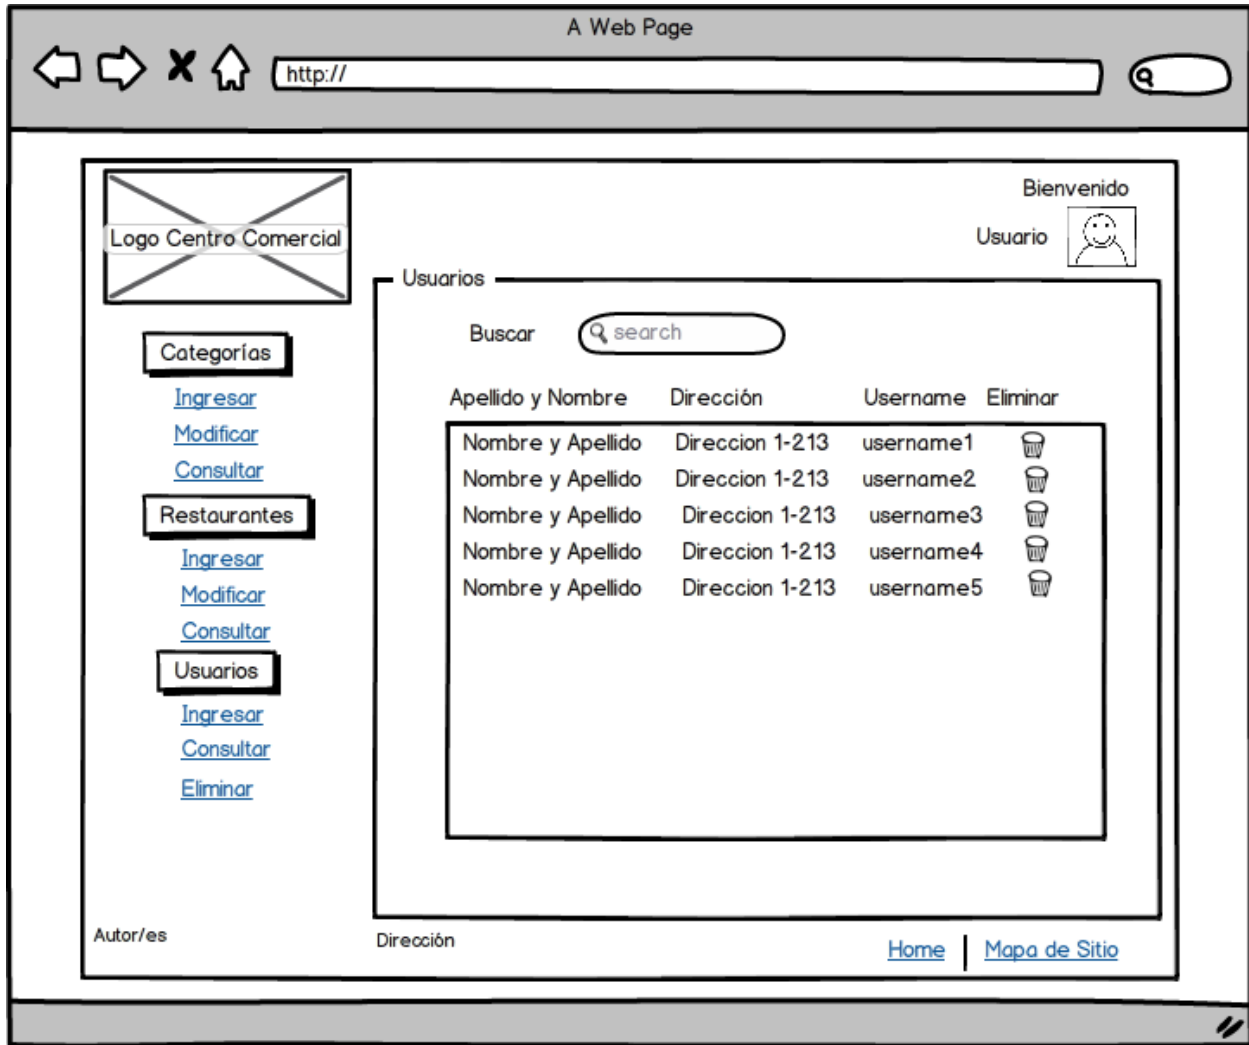 A Web Page
http://
Logo Centro Comercial
Bienvenido
Usuario
Categorías
Ingresar
Modificar
Consultar
Restaurantes
Ingresar
Modificar
Consultar
Usuarios
Ingresar
Consultar
Eliminar
Usuarios
Buscar search
Apellido y Nombre Dirección Username Eliminar
Nombre y Apellido Direccion 1-213 username1
Nombre y Apellido Direccion 1-213 username2
Nombre y Apellido Direccion 1-213 username3
Nombre y Apellido Direccion 1-213 username4
Nombre y Apellido Direccion 1-213 username5
Autor/es Dirección Home Mapa de Sitio